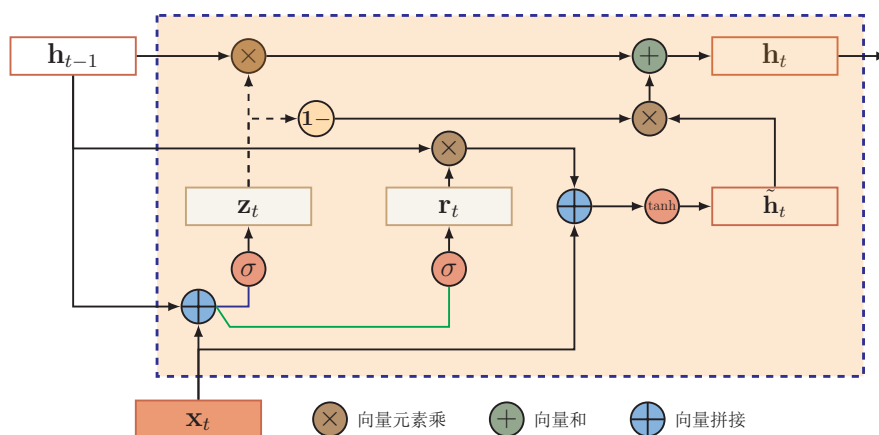 h_{t−1} × + h_t
1− ×
×
z_t r_t tanh h̃_t
σ σ
x_t × 向量元素乘 + 向量和 向量拼接